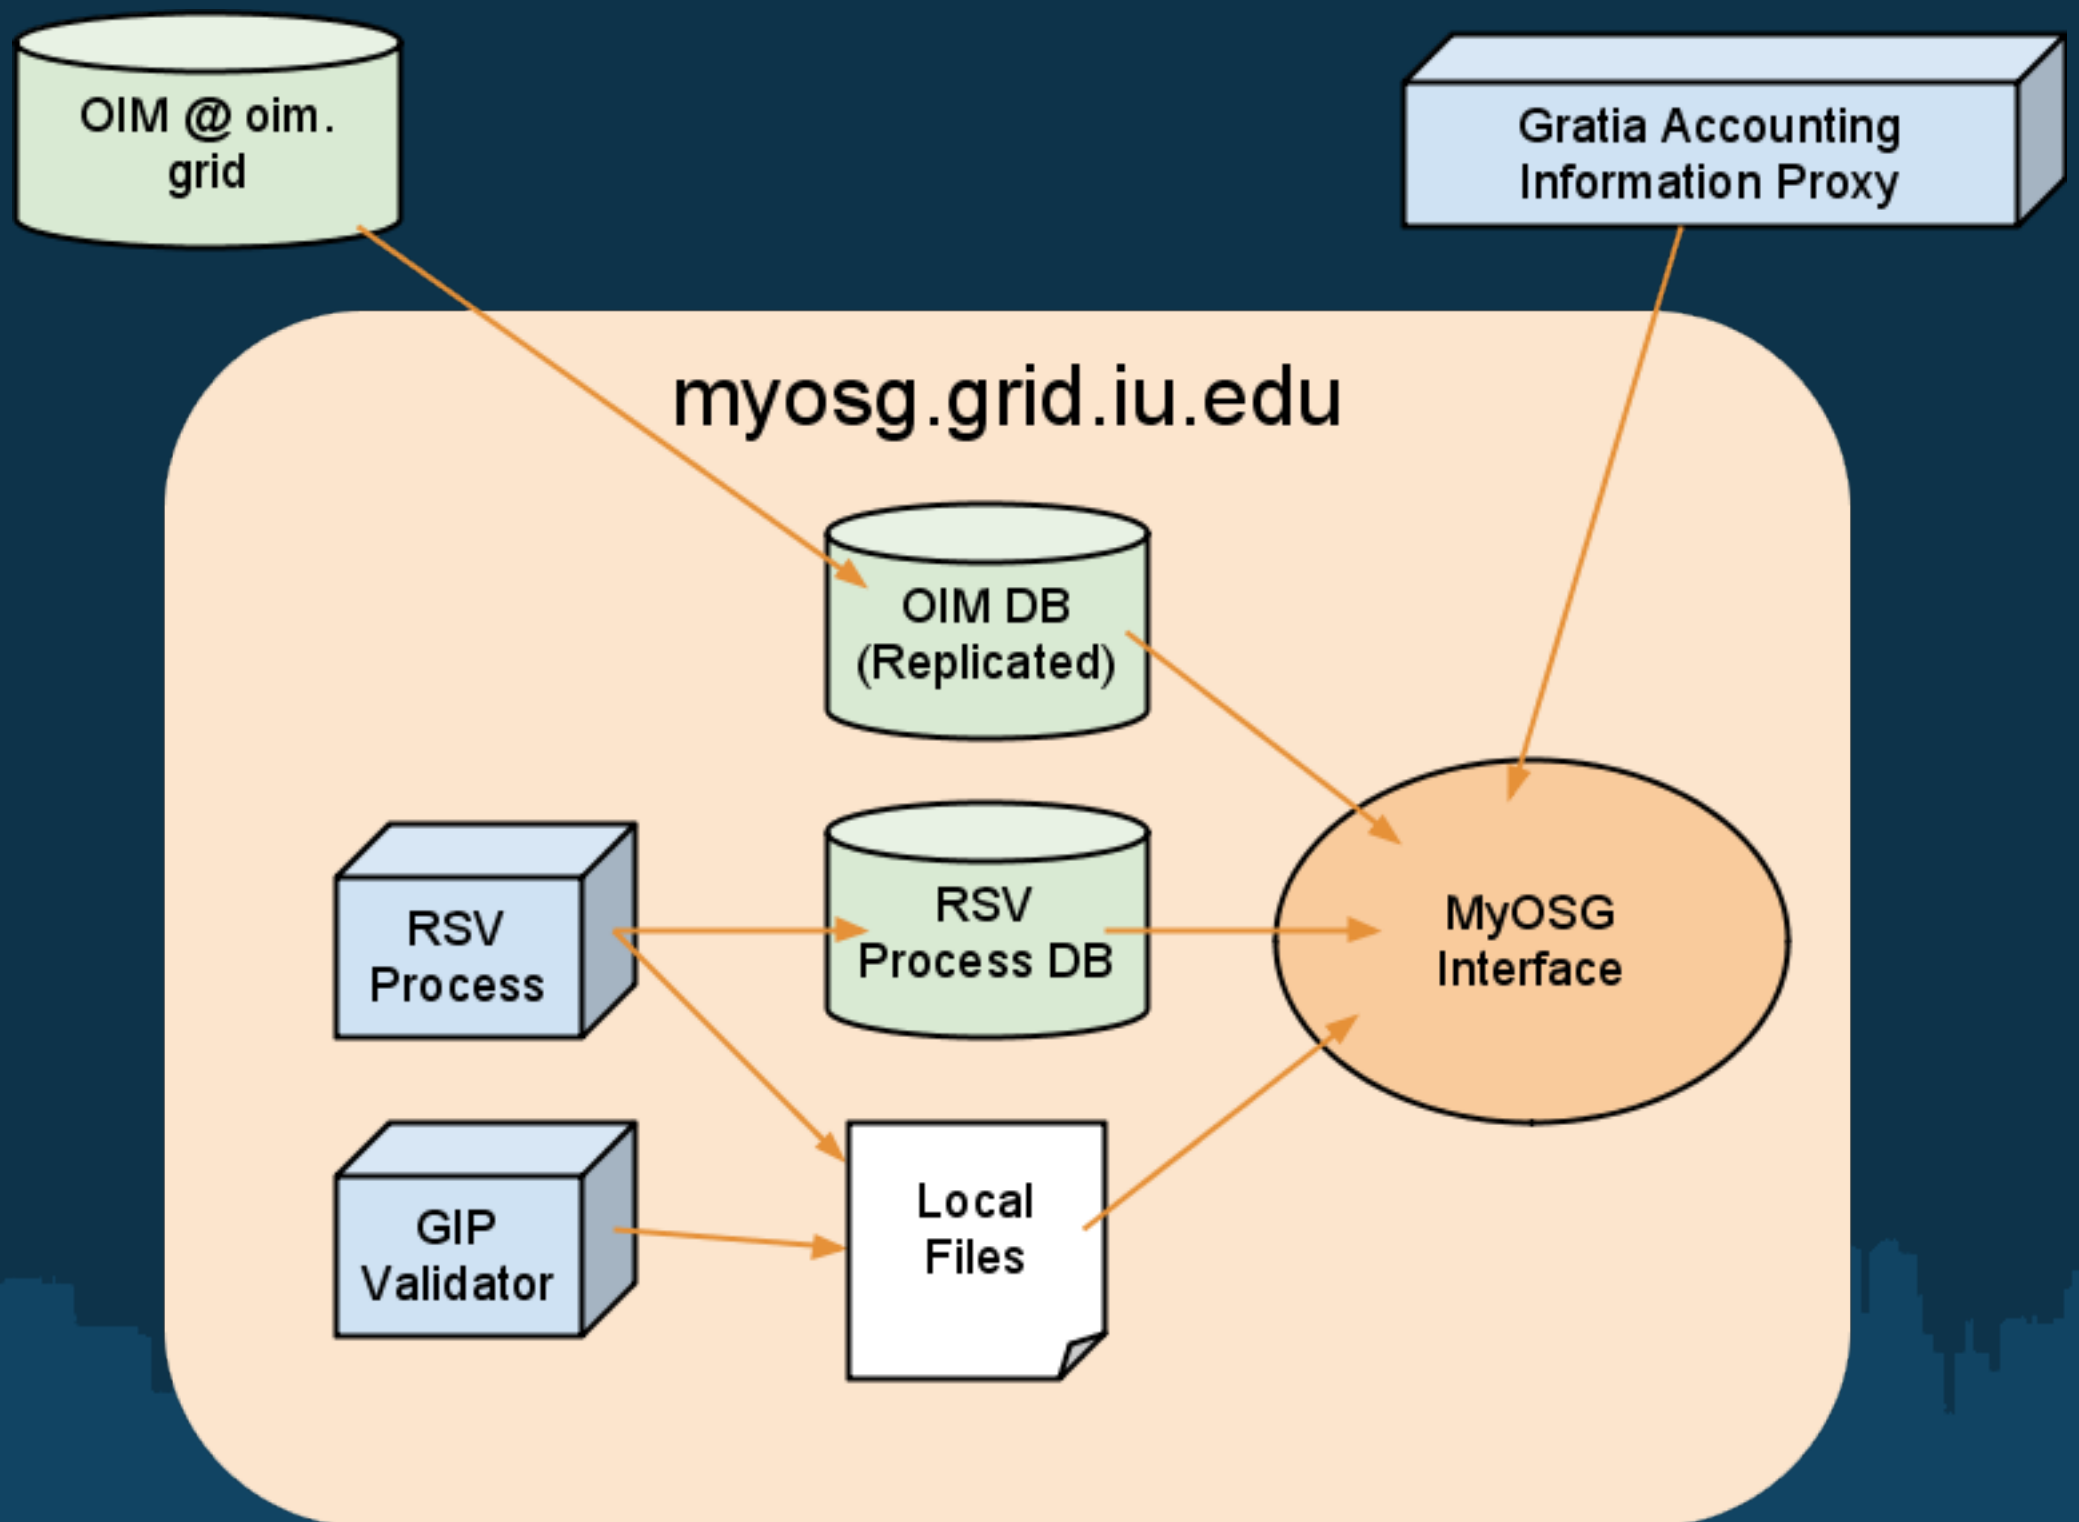 OIM @ oim.
grid
Gratia Accounting
Information Proxy
myosg.grid.iu.edu
OIM DB
(Replicated)
RSV
Process
RSV
Process DB
MyOSG
Interface
GIP
Validator
Local
Files